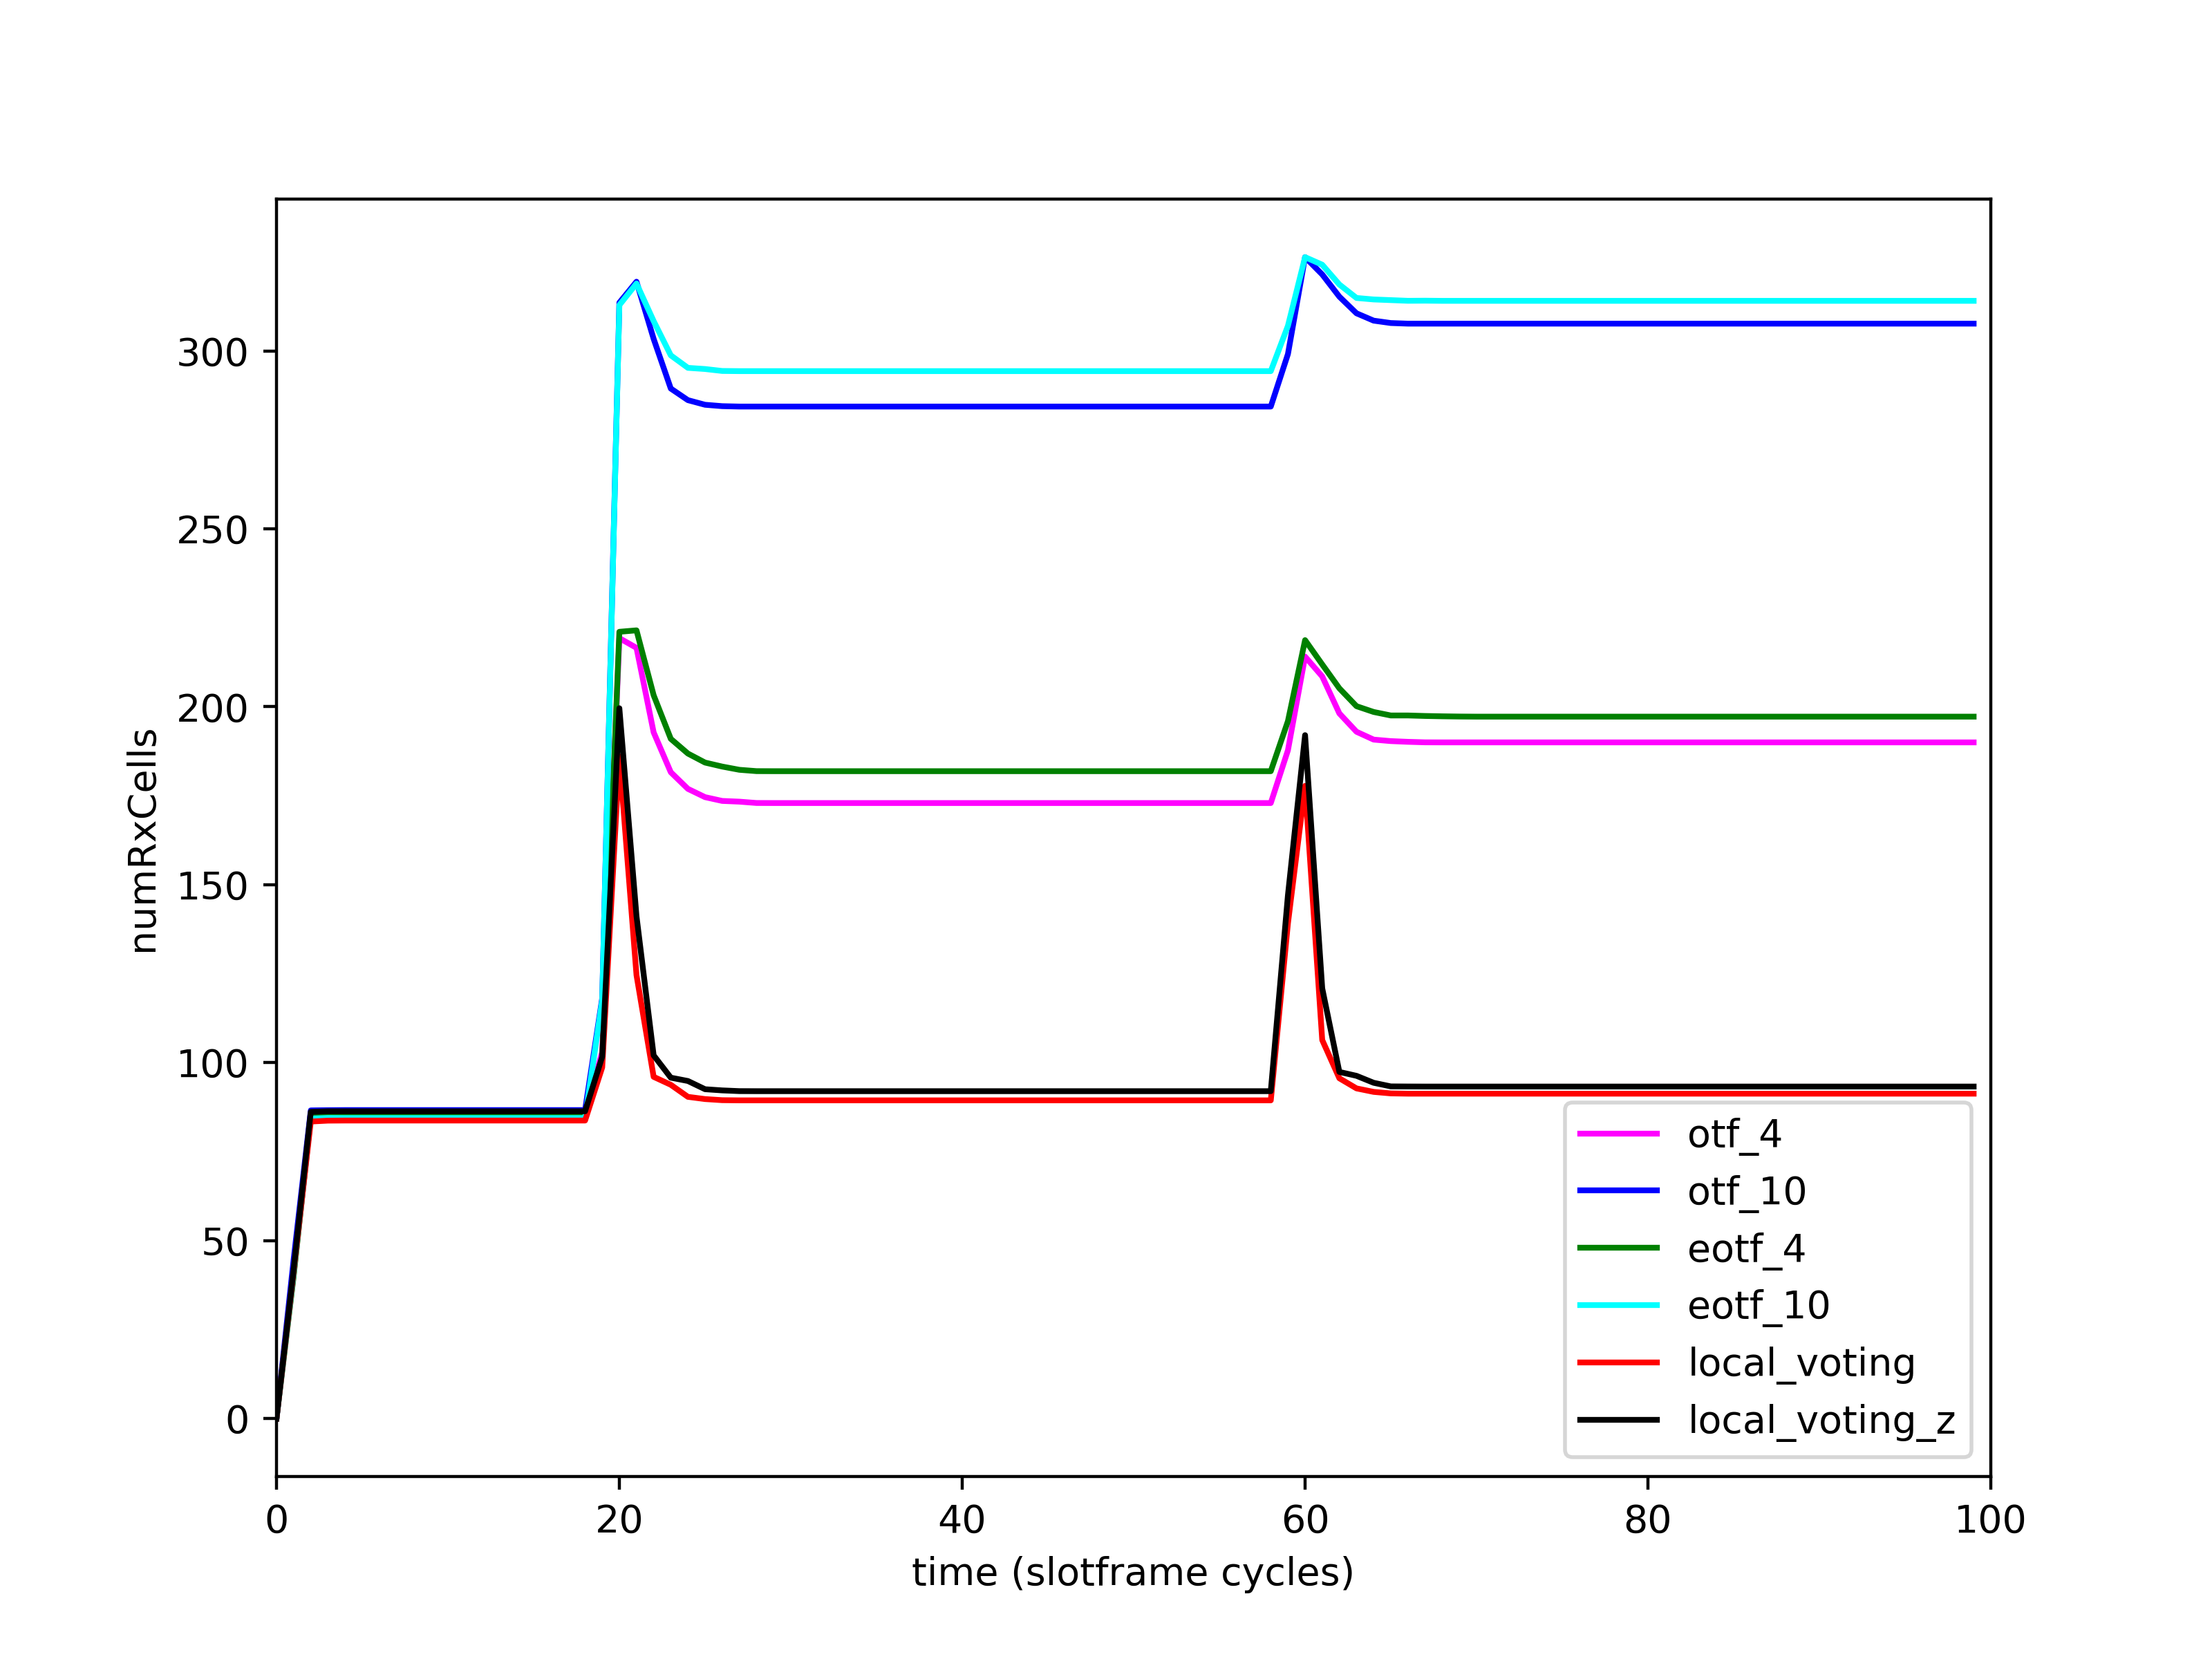 300
250
200
150
100
50
0
numRxCells
0 20 40 60 80 100
time (slotframe cycles)
otf_4
otf_10
eotf_4
eotf_10
local_voting
local_voting_z